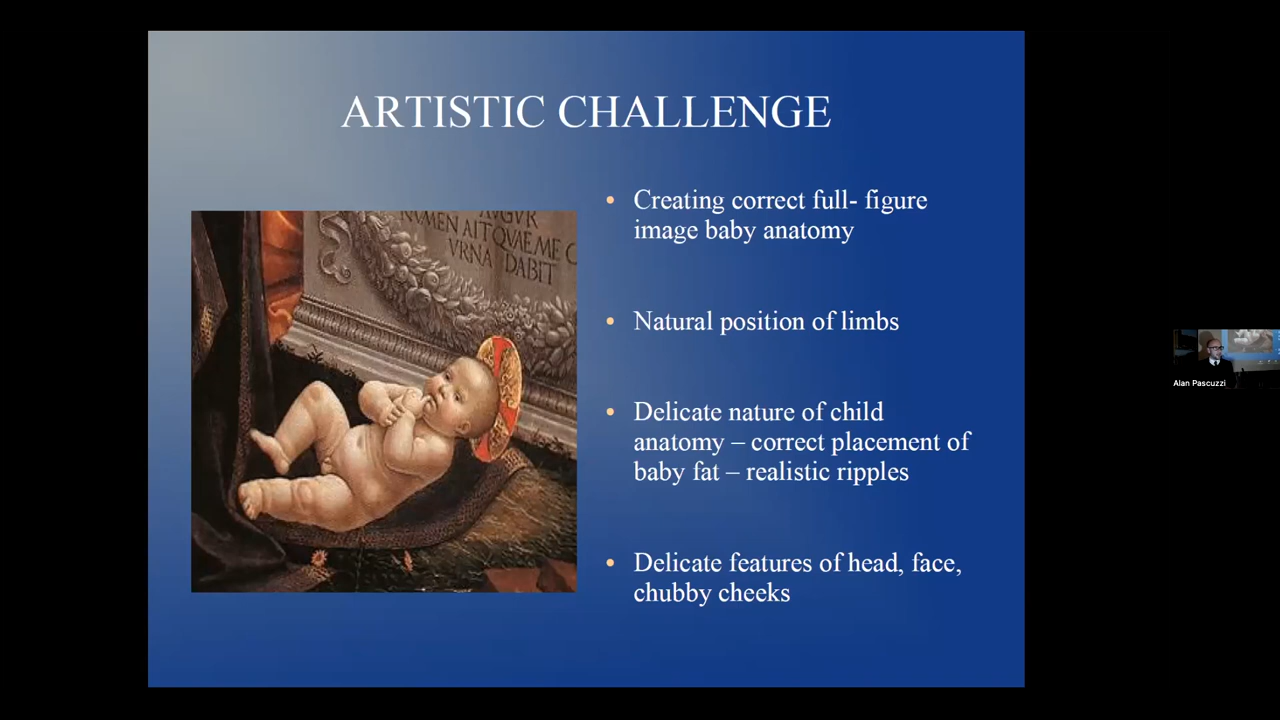 ARTISTIC CHALLENGE
• Creating correct full- figure
image baby anatomy
• Natural position of limbs
• Delicate nature of child
anatomy – correct placement of
baby fat – realistic ripples
• Delicate features of head, face,
chubby cheeks
AUGVR
NUMEN AIT QVAE ME C
VRNA DABIT
Alan Pascuzzi